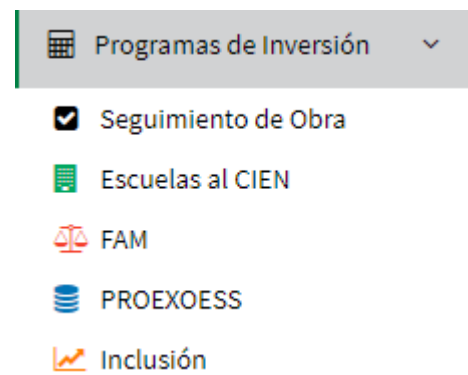 Programas de Inversión
Seguimiento de Obra
Escuelas al CIEN
FAM
PROEXOESS
Inclusión